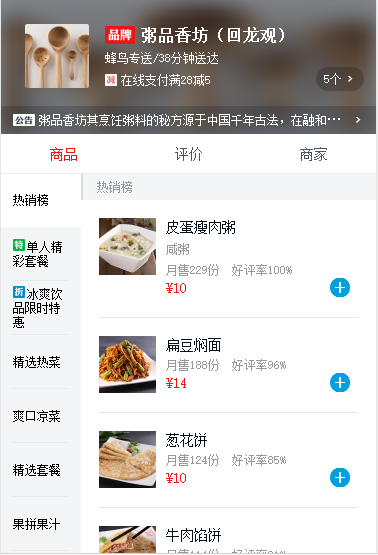 品牌 粥品香坊（回龙观）
蜂鸟专送/38分钟送达
减 在线支付满28减5
5个 >
公告 粥品香坊其烹饪粥料的秘方源于中国千年古法，在融和··· >
商品 评价 商家
热销榜
特 单人精
彩套餐
折 冰爽饮
品限时特
惠
精选热菜
爽口凉菜
精选套餐
果拼果汁
热销榜
皮蛋瘦肉粥
咸粥
月售229份 好评率100%
¥10
扁豆焖面
月售188份 好评率96%
¥14
葱花饼
月售124份 好评率85%
¥10
牛肉馅饼